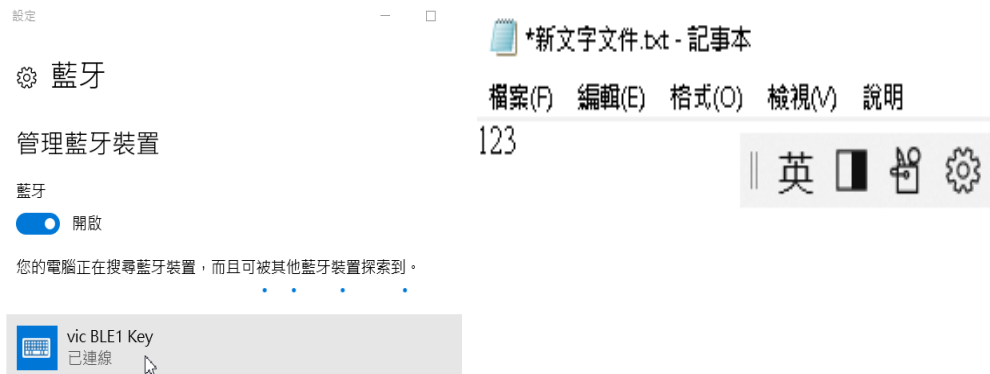 設定
藍牙
管理藍牙裝置
藍牙
開啟
您的電腦正在搜尋藍牙裝置，而且可被其他藍牙裝置探索到。
vic BLE1 Key
已連線
*新文字文件.txt - 記事本
檔案(F) 編輯(E) 格式(O) 檢視(V) 說明
123
英